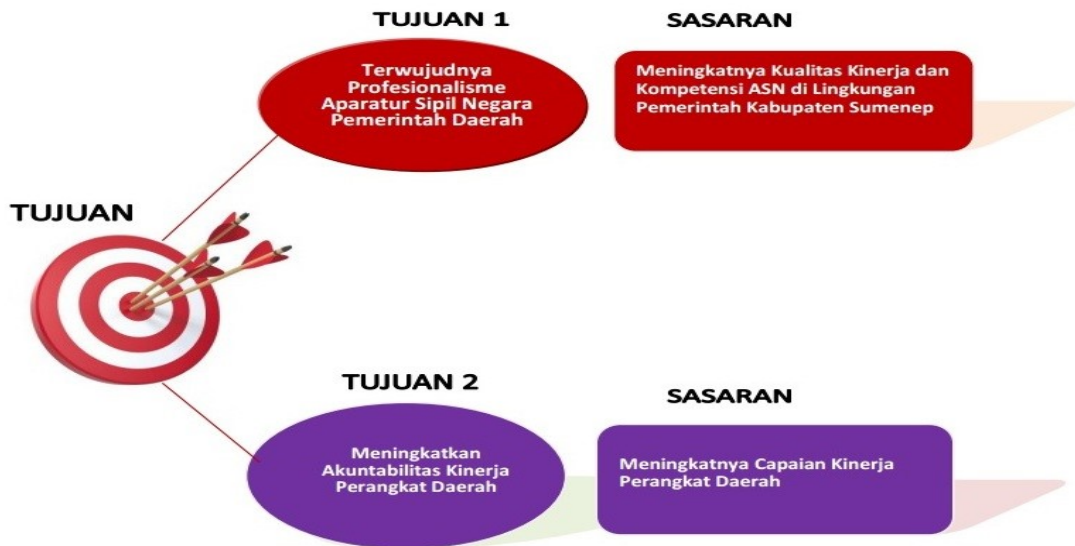 TUJUAN 1
SASARAN
Terwujudnya
Profesionalisme
Aparatur Sipil Negara
Pemerintah Daerah
Meningkatnya Kualitas Kinerja dan
Kompetensi ASN di Lingkungan
Pemerintah Kabupaten Sumenep
TUJUAN
TUJUAN 2
SASARAN
Meningkatkan
Akuntabilitas Kinerja
Perangkat Daerah
Meningkatnya Capaian Kinerja
Perangkat Daerah